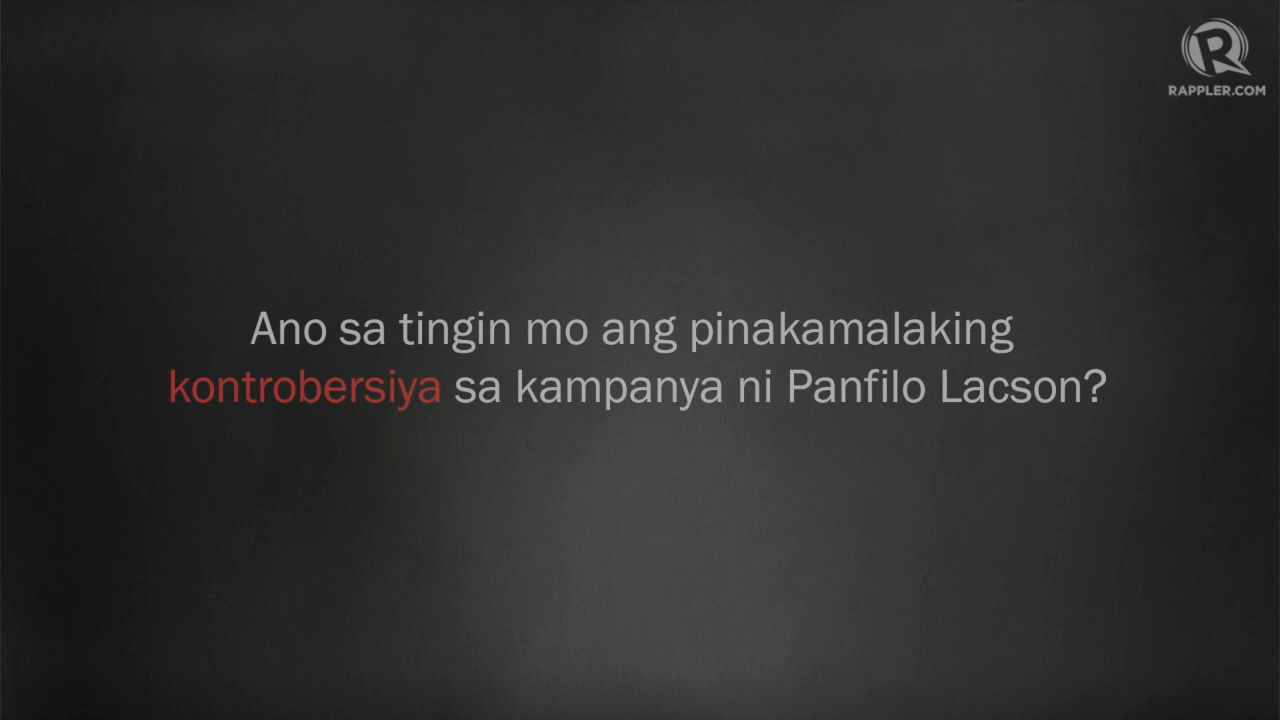 RAPPLER.COM
Ano sa tingin mo ang pinakamalaking
kontrobersiya sa kampanya ni Panfilo Lacson?